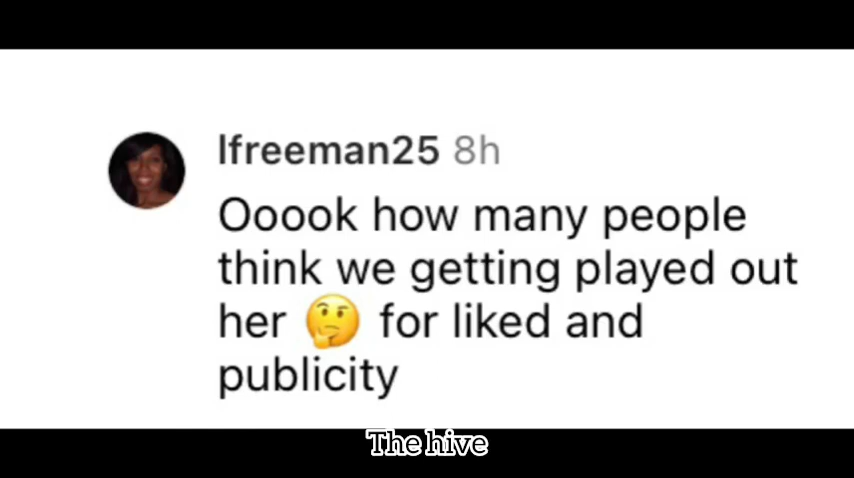 lfreeman25 8h
Ooook how many people
think we getting played out
her 🤔 for liked and
publicity
The hive